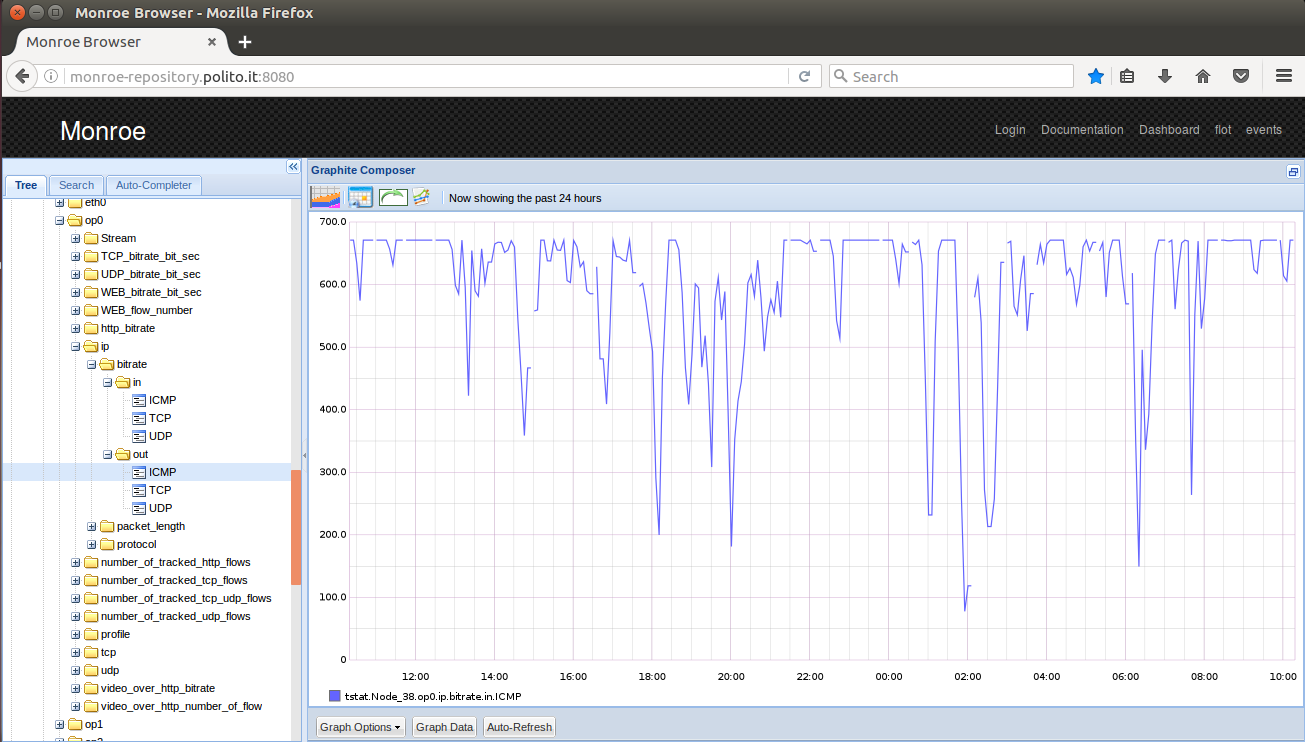 Monroe Browser - Mozilla Firefox
Monroe Browser
monroe-repository.polito.it:8080
Search
Monroe
Login Documentation Dashboard flot events
Tree Search Auto-Completer
eth0
op0
Stream
TCP_bitrate_bit_sec
UDP_bitrate_bit_sec
WEB_bitrate_bit_sec
WEB_flow_number
http_bitrate
ip
bitrate
in
ICMP
TCP
UDP
out
ICMP
TCP
UDP
packet_length
protocol
number_of_tracked_http_flows
number_of_tracked_tcp_flows
number_of_tracked_tcp_udp_flows
number_of_tracked_udp_flows
profile
tcp
udp
video_over_http_bitrate
video_over_http_number_of_flow
op1
op2
Graphite Composer
Now showing the past 24 hours
700.0
600.0
500.0
400.0
300.0
200.0
100.0
0
12:00 14:00 16:00 18:00 20:00 22:00 00:00 02:00 04:00 06:00 08:00 10:00
tstat.Node_38.op0.ip.bitrate.in.ICMP
Graph Options Graph Data Auto-Refresh